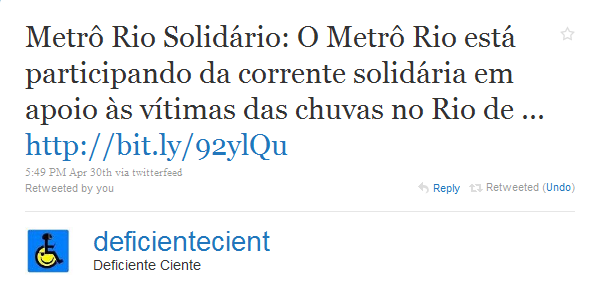 Metrô Rio Solidário: O Metrô Rio está
participando da corrente solidária em
apoio às vítimas das chuvas no Rio de ...
http://bit.ly/92ylQu
5:49 PM Apr 30th via twitterfeed
Retweeted by you
Reply Retweeted (Undo)
deficientecient
Deficiente Ciente